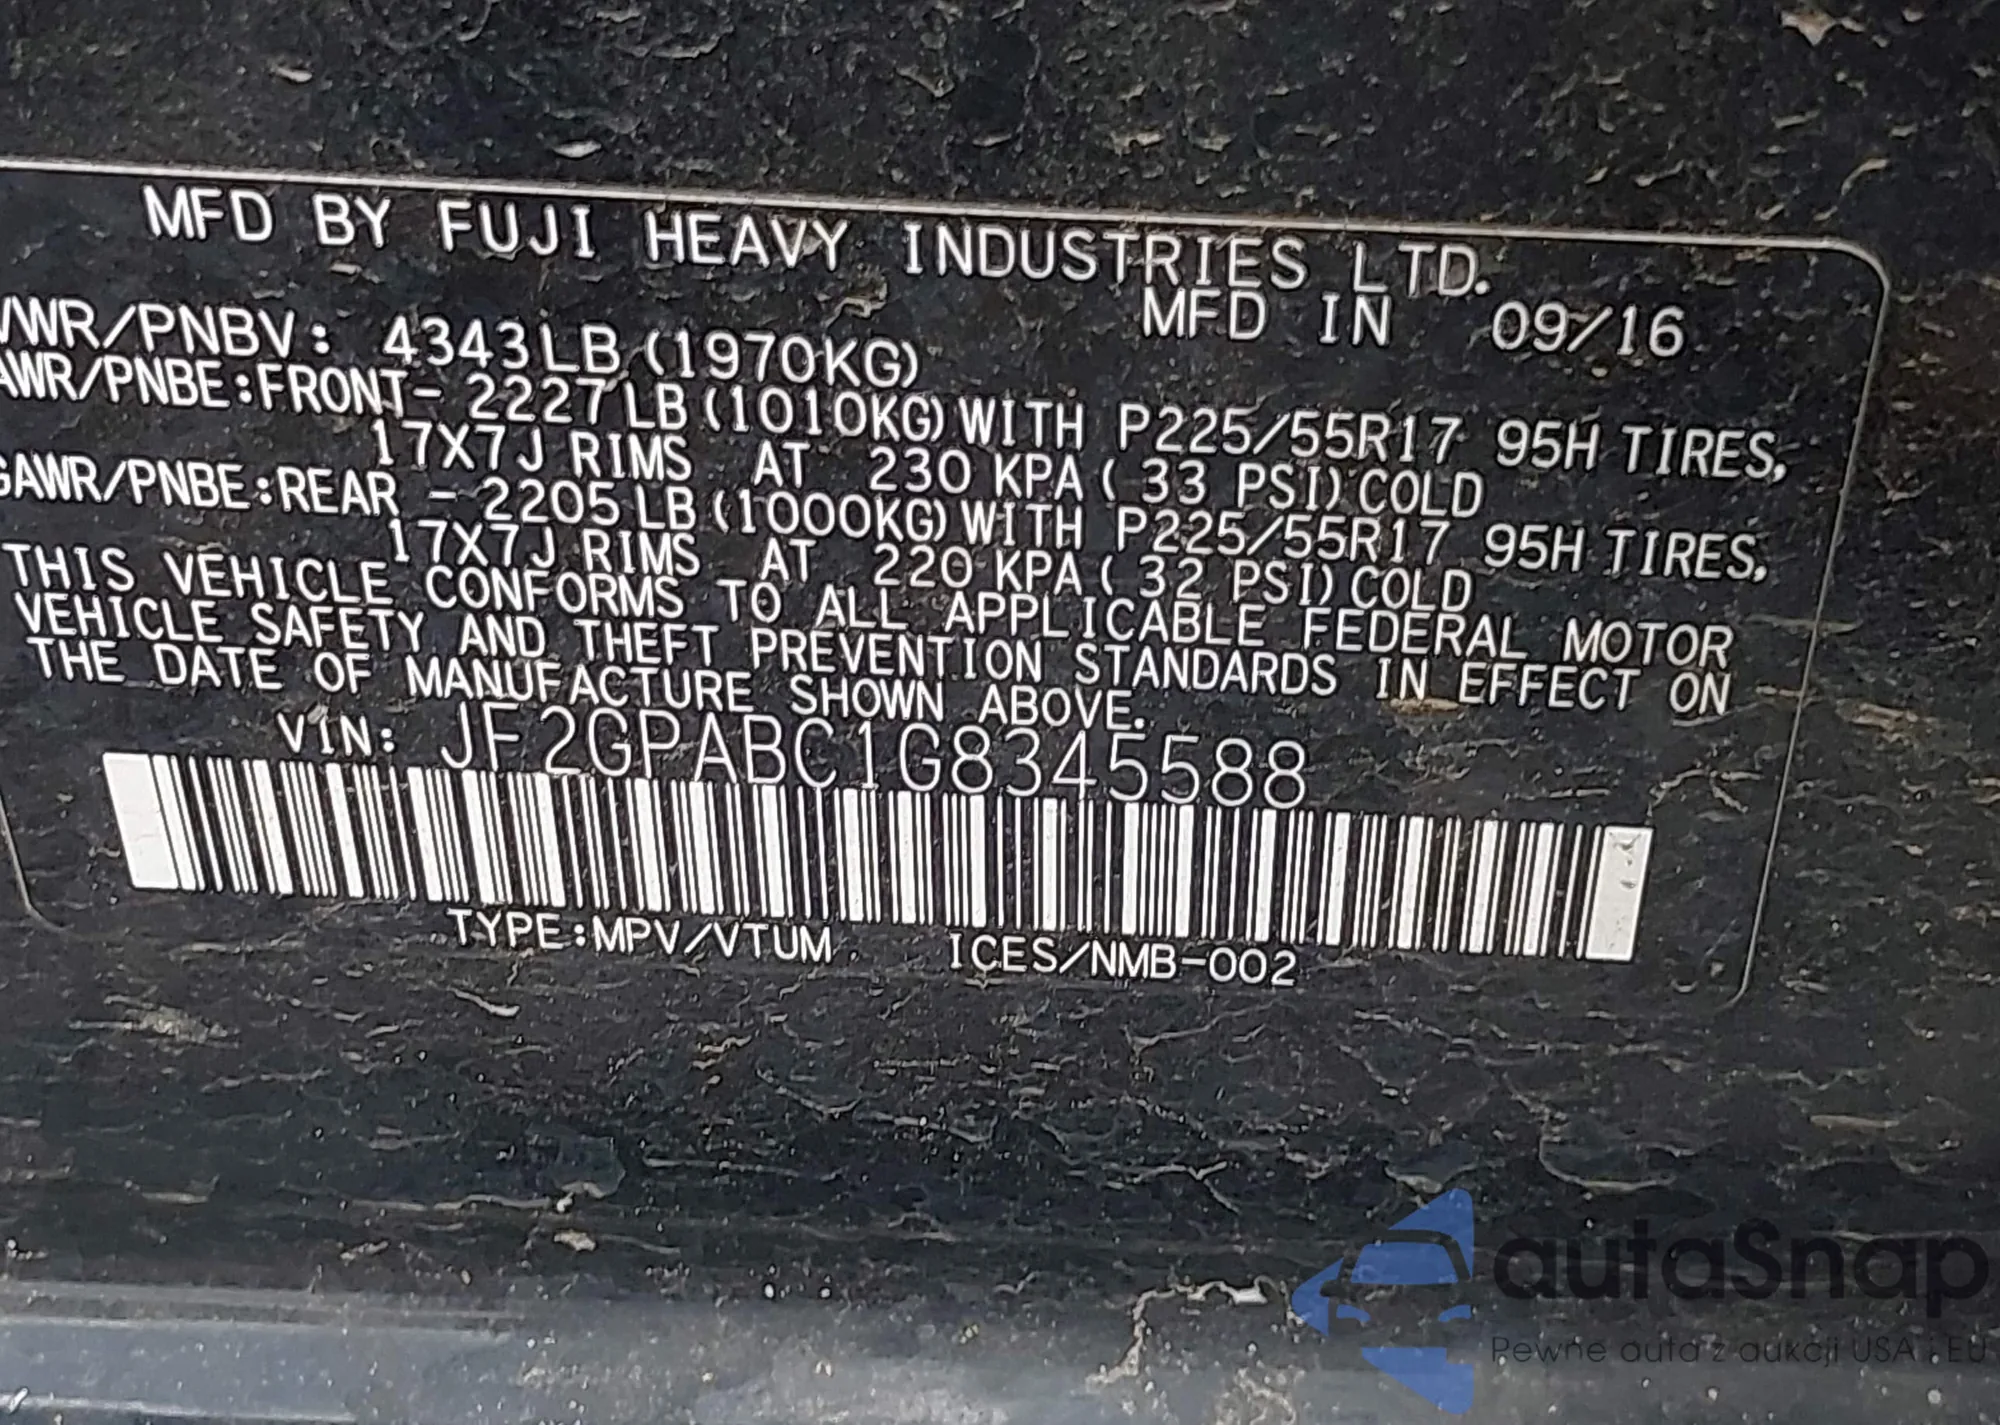 MFD BY FUJI HEAVY INDUSTRIES LTD.
MFD IN 09/16
VWR/PNBV: 4343LB (1970KG)
AWR/PNBE:FRONT- 2227LB (1010KG) WITH P225/55R17 95H TIRES,
17X7J RIMS AT 230 KPA ( 33 PSI) COLD
GAWR/PNBE:REAR - 2205LB (1000KG) WITH P225/55R17 95H TIRES,
17X7J RIMS AT 220 KPA ( 32 PSI) COLD
THIS VEHICLE CONFORMS TO ALL APPLICABLE FEDERAL MOTOR
VEHICLE SAFETY AND THEFT PREVENTION STANDARDS IN EFFECT ON
THE DATE OF MANUFACTURE SHOWN ABOVE.
VIN: JF2GPABC1G8345588
TYPE:MPV/VTUM ICES/NMB-002
autaSnap
Pewne auta z aukcji USA i EU